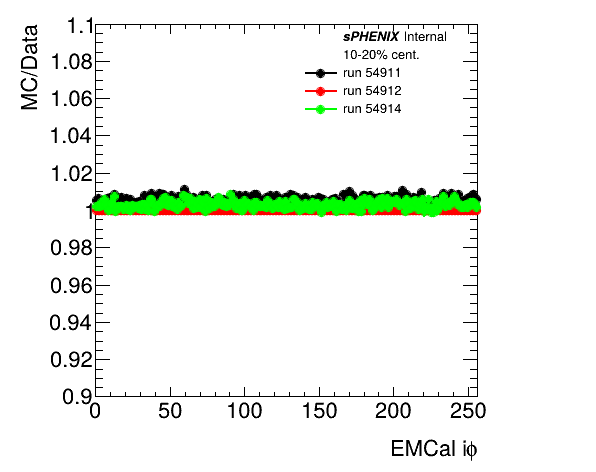 MC/Data
1.1
1.08
1.06
1.04
1.02
1
0.98
0.96
0.94
0.92
0.9
sPHENIX Internal
10-20% cent.
run 54911
run 54912
run 54914
0 50 100 150 200 250
EMCal iϕ